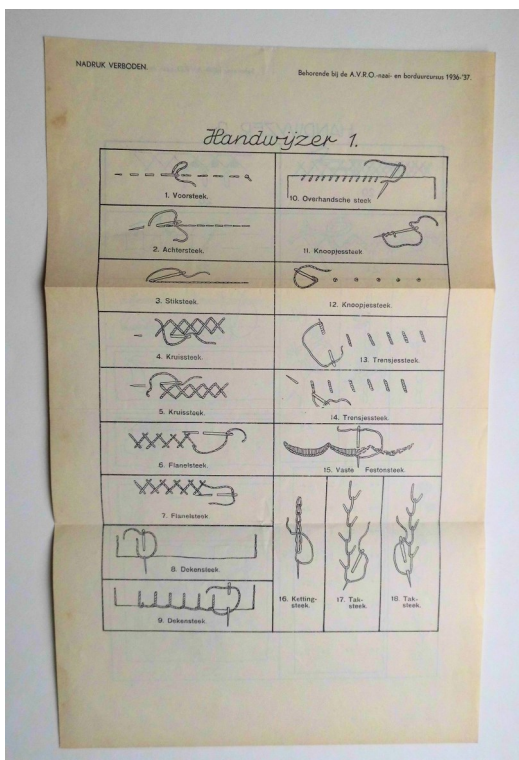 NADRUK VERBODEN.
Behorende bij de A.V.R.O.-naai- en borduurcursus 1936-'37.
Handwijzer 1.
1. Voorsteek.
2. Achtersteek.
3. Stiksteek.
4. Kruissteek.
5. Kruissteek.
6. Flanelsteek.
7. Flanelsteek
8. Dekensteek.
9. Dekensteek.
10. Overhandsche steek
11. Knoopjessteek
12. Knoopjessteek.
13. Trensjessteek.
14. Trensjessteek.
15. Vaste Festonsteek.
16. Ketting-
steek.
17. Tak-
steek.
18. Tak-
steek.